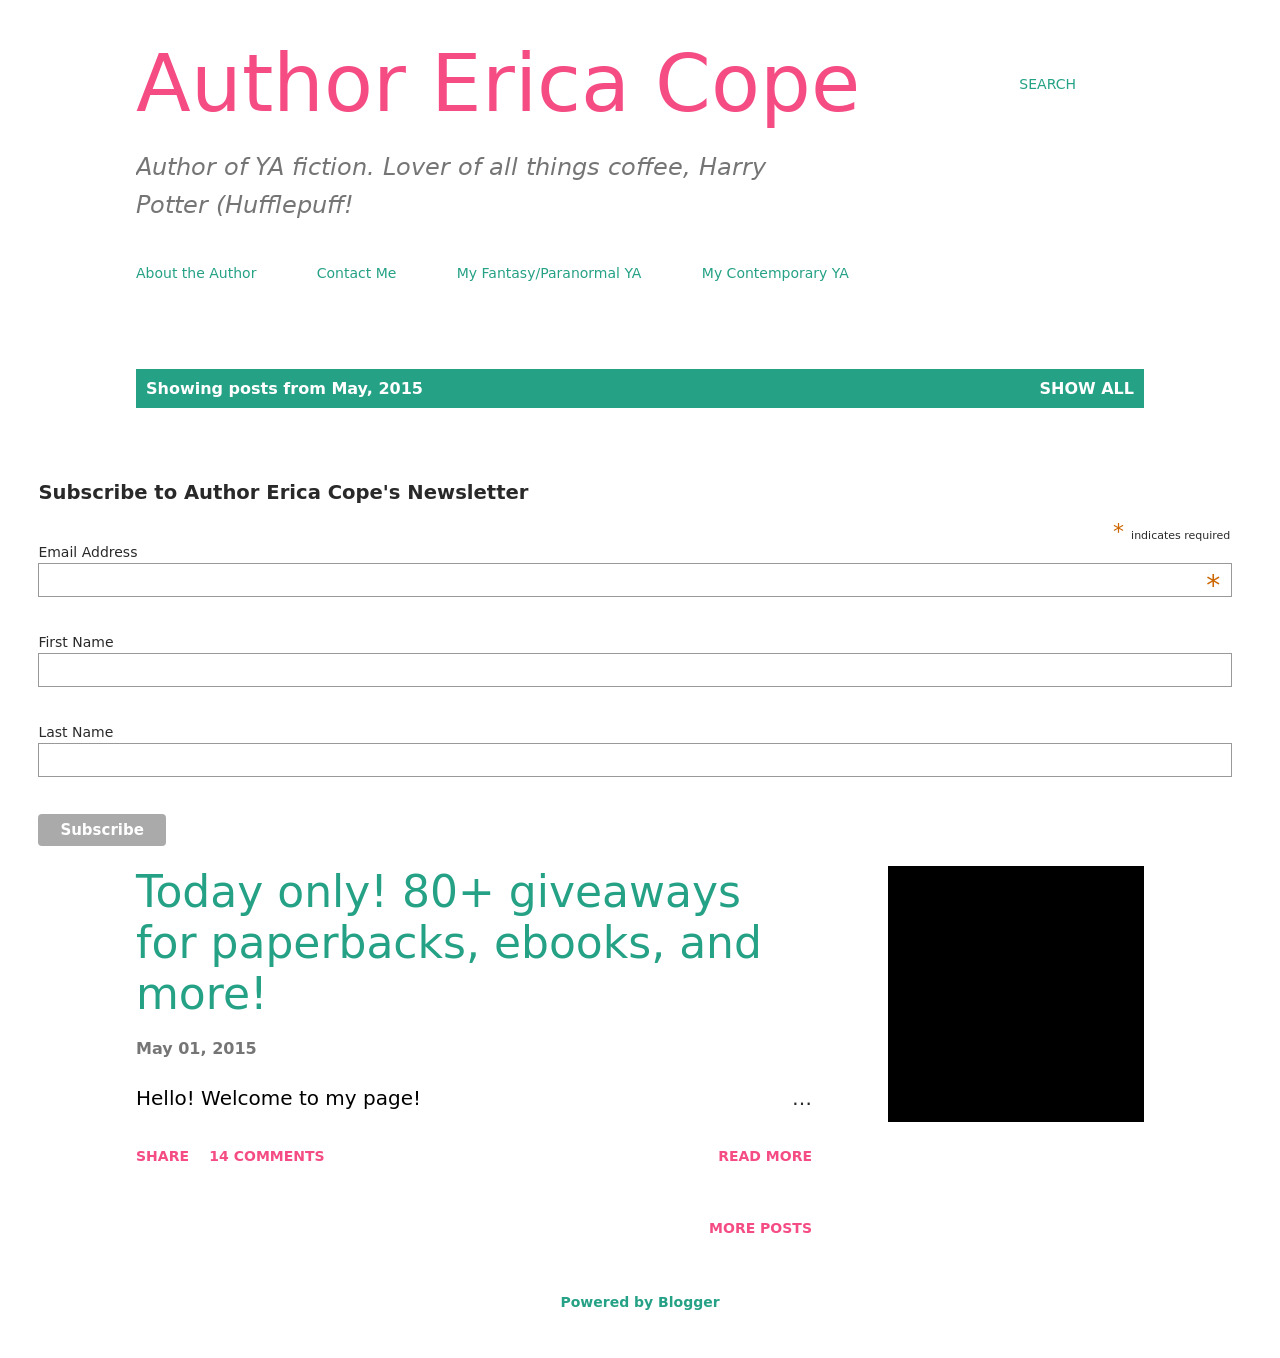 Author Erica Cope
SEARCH
Author of YA fiction. Lover of all things coffee, Harry
Potter (Hufflepuff!
About the Author
Contact Me
My Fantasy/Paranormal YA
My Contemporary YA
Showing posts from May, 2015
SHOW ALL
Subscribe to Author Erica Cope's Newsletter
* indicates required
Email Address
*
First Name
Last Name
Subscribe
Today only! 80+ giveaways
for paperbacks, ebooks, and
more!
May 01, 2015
Hello! Welcome to my page!
…
SHARE
14 COMMENTS
READ MORE
MORE POSTS
Powered by Blogger